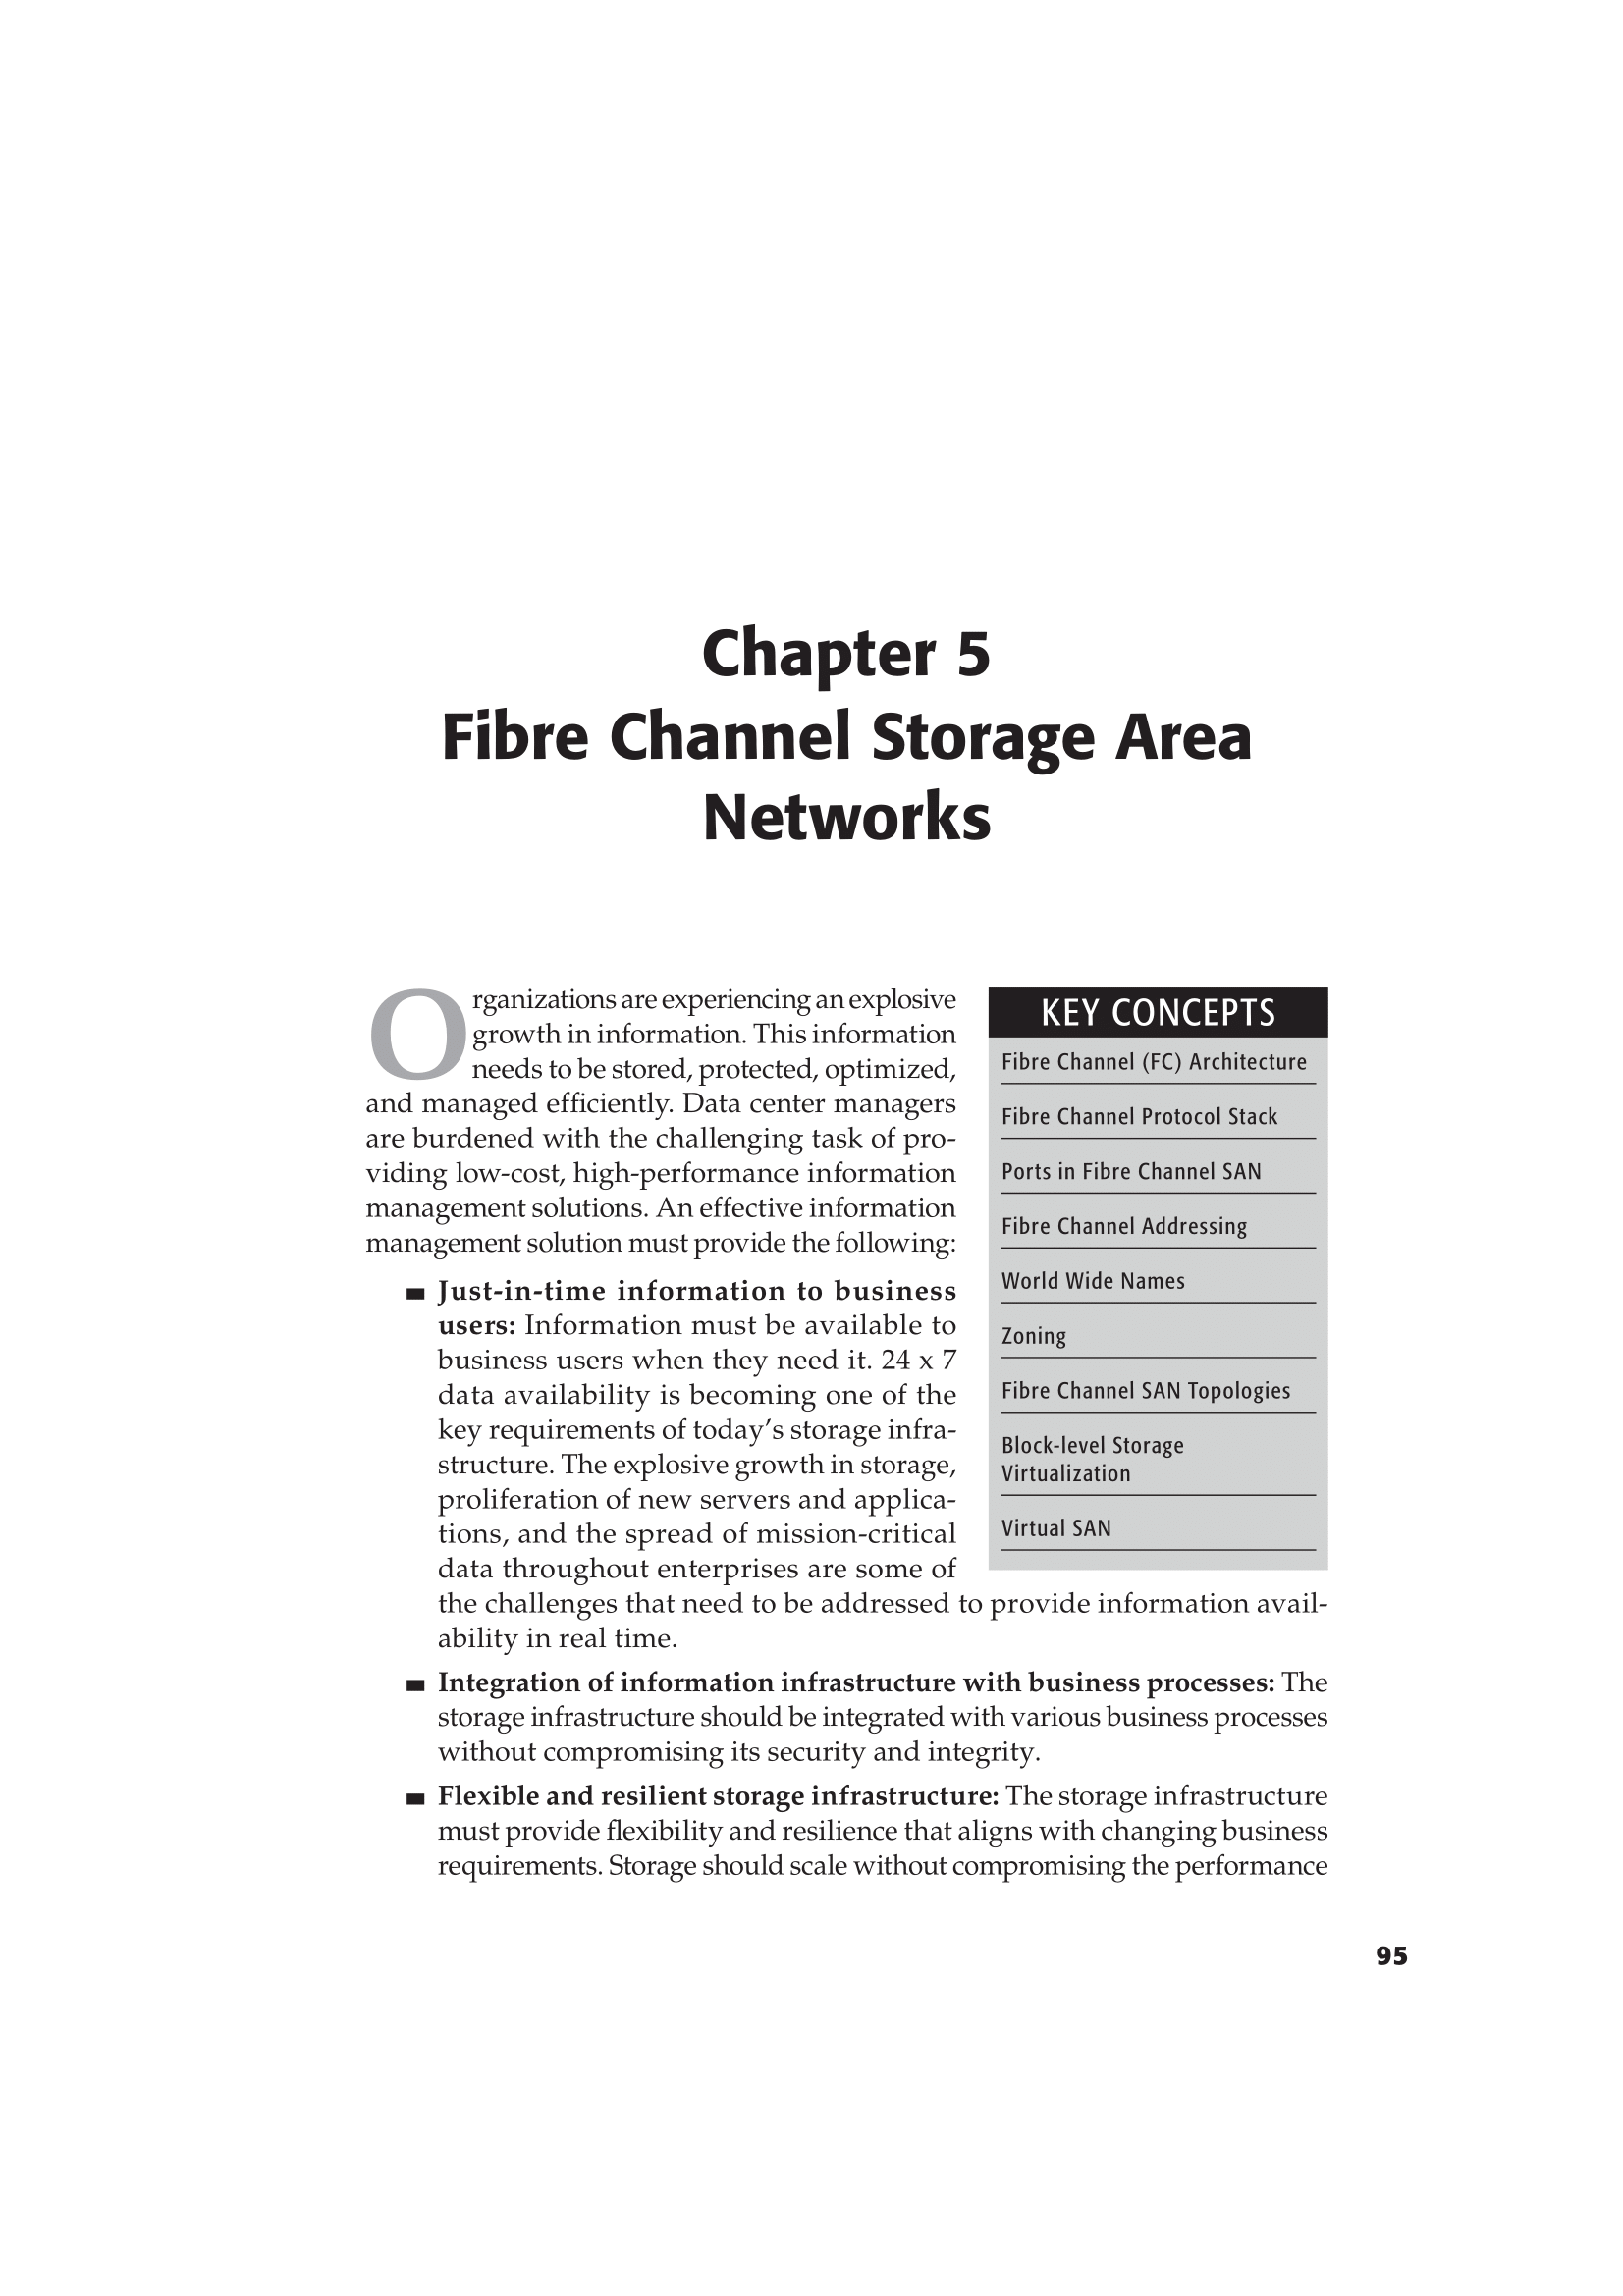 Chapter 5
Fibre Channel Storage Area
Networks
Organizations are experiencing an explosive
growth in information. This information
needs to be stored, protected, optimized,
and managed efficiently. Data center managers
are burdened with the challenging task of pro-
viding low-cost, high-performance information
management solutions. An effective information
management solution must provide the following:
■ Just-in-time information to business
users: Information must be available to
business users when they need it. 24 x 7
data availability is becoming one of the
key requirements of today’s storage infra-
structure. The explosive growth in storage,
proliferation of new servers and applica-
tions, and the spread of mission-critical
data throughout enterprises are some of
the challenges that need to be addressed to provide information avail-
ability in real time.
■ Integration of information infrastructure with business processes: The
storage infrastructure should be integrated with various business processes
without compromising its security and integrity.
■ Flexible and resilient storage infrastructure: The storage infrastructure
must provide flexibility and resilience that aligns with changing business
requirements. Storage should scale without compromising the performance
KEY CONCEPTS
Fibre Channel (FC) Architecture
Fibre Channel Protocol Stack
Ports in Fibre Channel SAN
Fibre Channel Addressing
World Wide Names
Zoning
Fibre Channel SAN Topologies
Block-level Storage
Virtualization
Virtual SAN
95